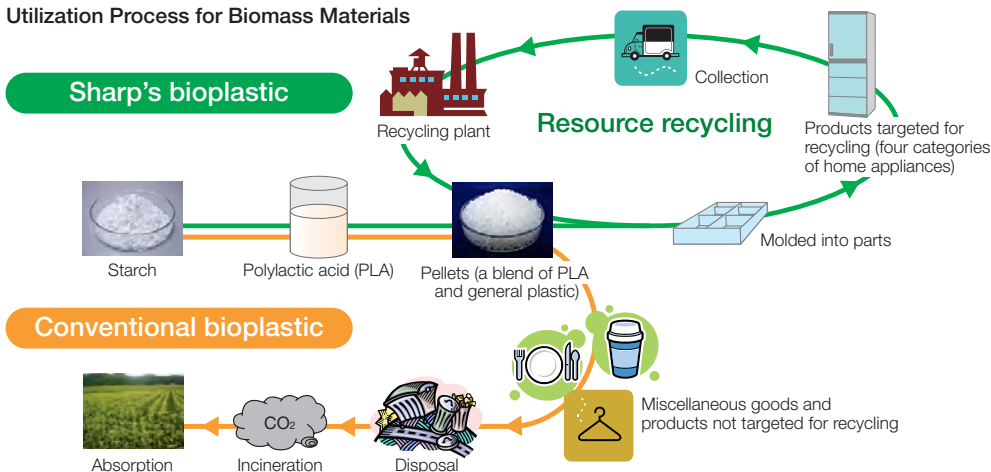 Utilization Process for Biomass Materials
Sharp's bioplastic
Recycling plant
Collection
Resource recycling
Products targeted for
recycling (four categories
of home appliances)
Starch
Polylactic acid (PLA)
Pellets (a blend of PLA
and general plastic)
Molded into parts
Conventional bioplastic
Miscellaneous goods and
products not targeted for recycling
CO₂
Absorption
Incineration
Disposal